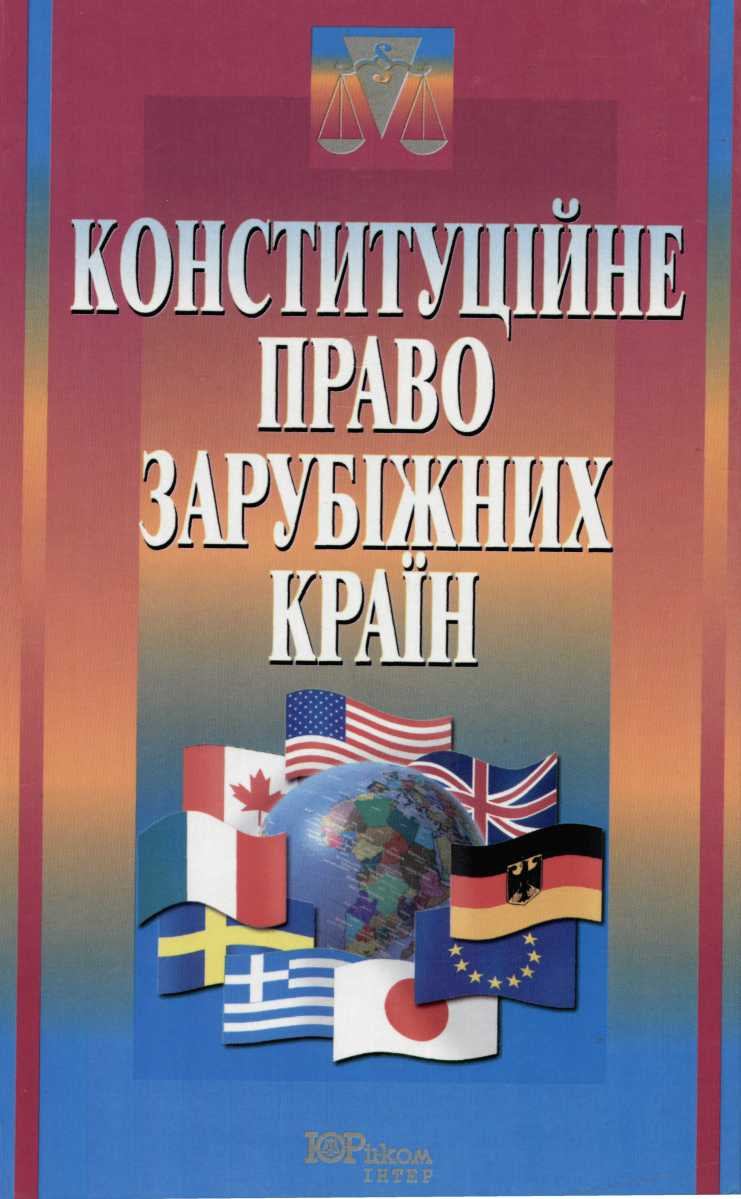 §
КОНСТИТУЦІЙНЕ
ПРАВО
ЗАРУБІЖНИХ
КРАЇН
ЮРінком
ІНТЕР